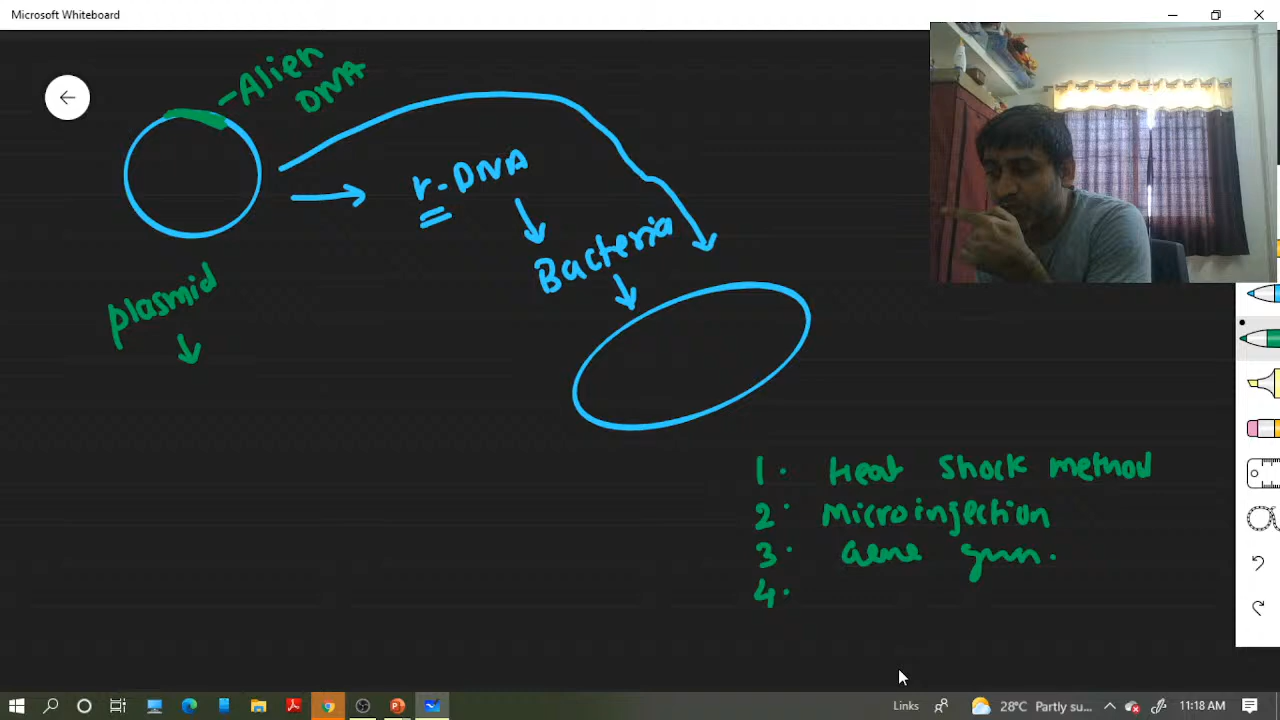 Microsoft Whiteboard
-Alien
DNA
r-DNA
Bacteria
plasmid
1. Heat Shock method
2. Microinjection
3. Gene gun.
4.
Links
28°C Partly su...
11:18 AM